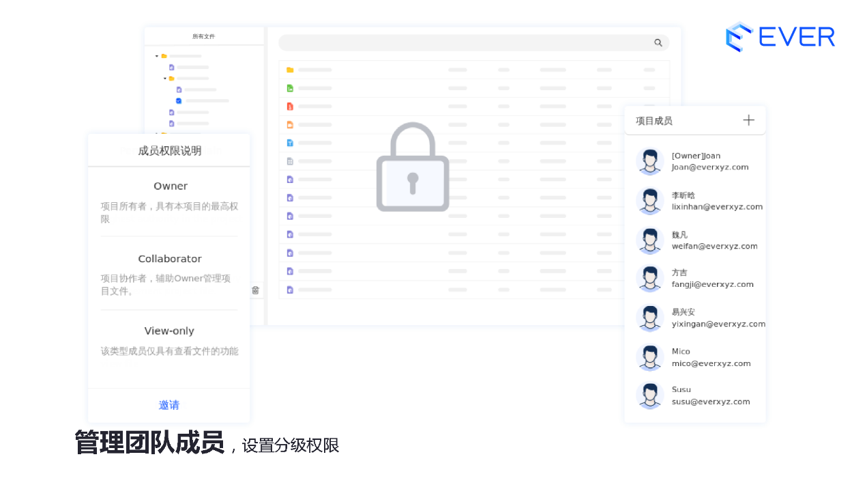 所有文件
EVER
成员权限说明
Owner
项目所有者，具有本项目的最高权
限
Collaborator
项目协作者，辅助Owner管理项
目文件。
View-only
该类型成员仅具有查看文件的功能
邀请
项目成员
[Owner]Joan
Joan@everxyz.com
李昕晗
lixinhan@everxyz.com
魏凡
weifan@everxyz.com
方吉
fangji@everxyz.com
易兴安
yixingan@everxyz.com
Mico
mico@everxyz.com
Susu
susu@everxyz.com
管理团队成员，设置分级权限